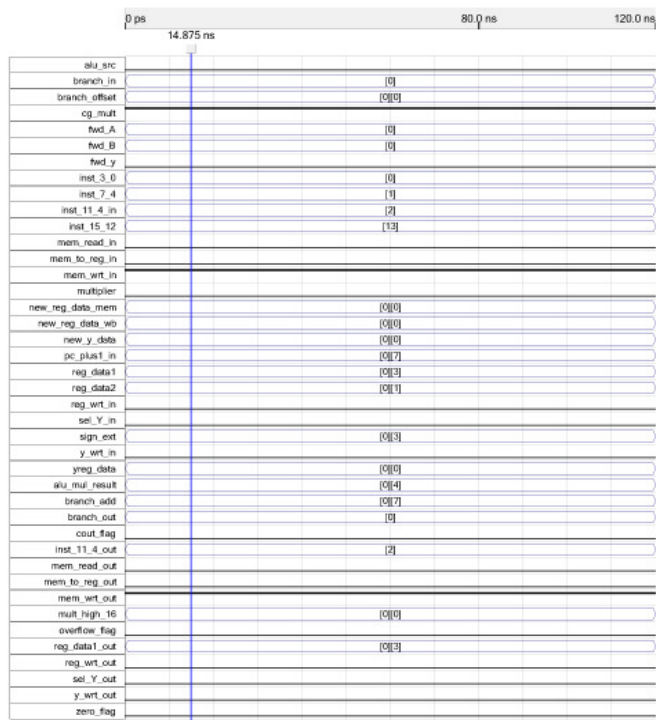 0 ps 80.0 ns 120.0 ns
14.875 ns
alu_src
branch_in [0]
branch_offset [0][0]
cg_mult
fwd_A [0]
fwd_B [0]
fwd_y
inst_3_0 [0]
inst_7_4 [1]
inst_11_4_in [2]
inst_15_12 [13]
mem_read_in
mem_to_reg_in
mem_wrt_in
multiplier
new_reg_data_mem [0][0]
new_reg_data_wb [0][0]
new_y_data [0][0]
pc_plus1_in [0][7]
reg_data1 [0][3]
reg_data2 [0][1]
reg_wrt_in
sel_Y_in
sign_ext [0][3]
y_wrt_in
yreg_data [0][0]
alu_mul_result [0][4]
branch_add [0][7]
branch_out [0]
cout_flag
inst_11_4_out [2]
mem_read_out
mem_to_reg_out
mem_wrt_out
mult_high_16 [0][0]
overflow_flag
reg_data1_out [0][3]
reg_wrt_out
sel_Y_out
y_wrt_out
zero_flag